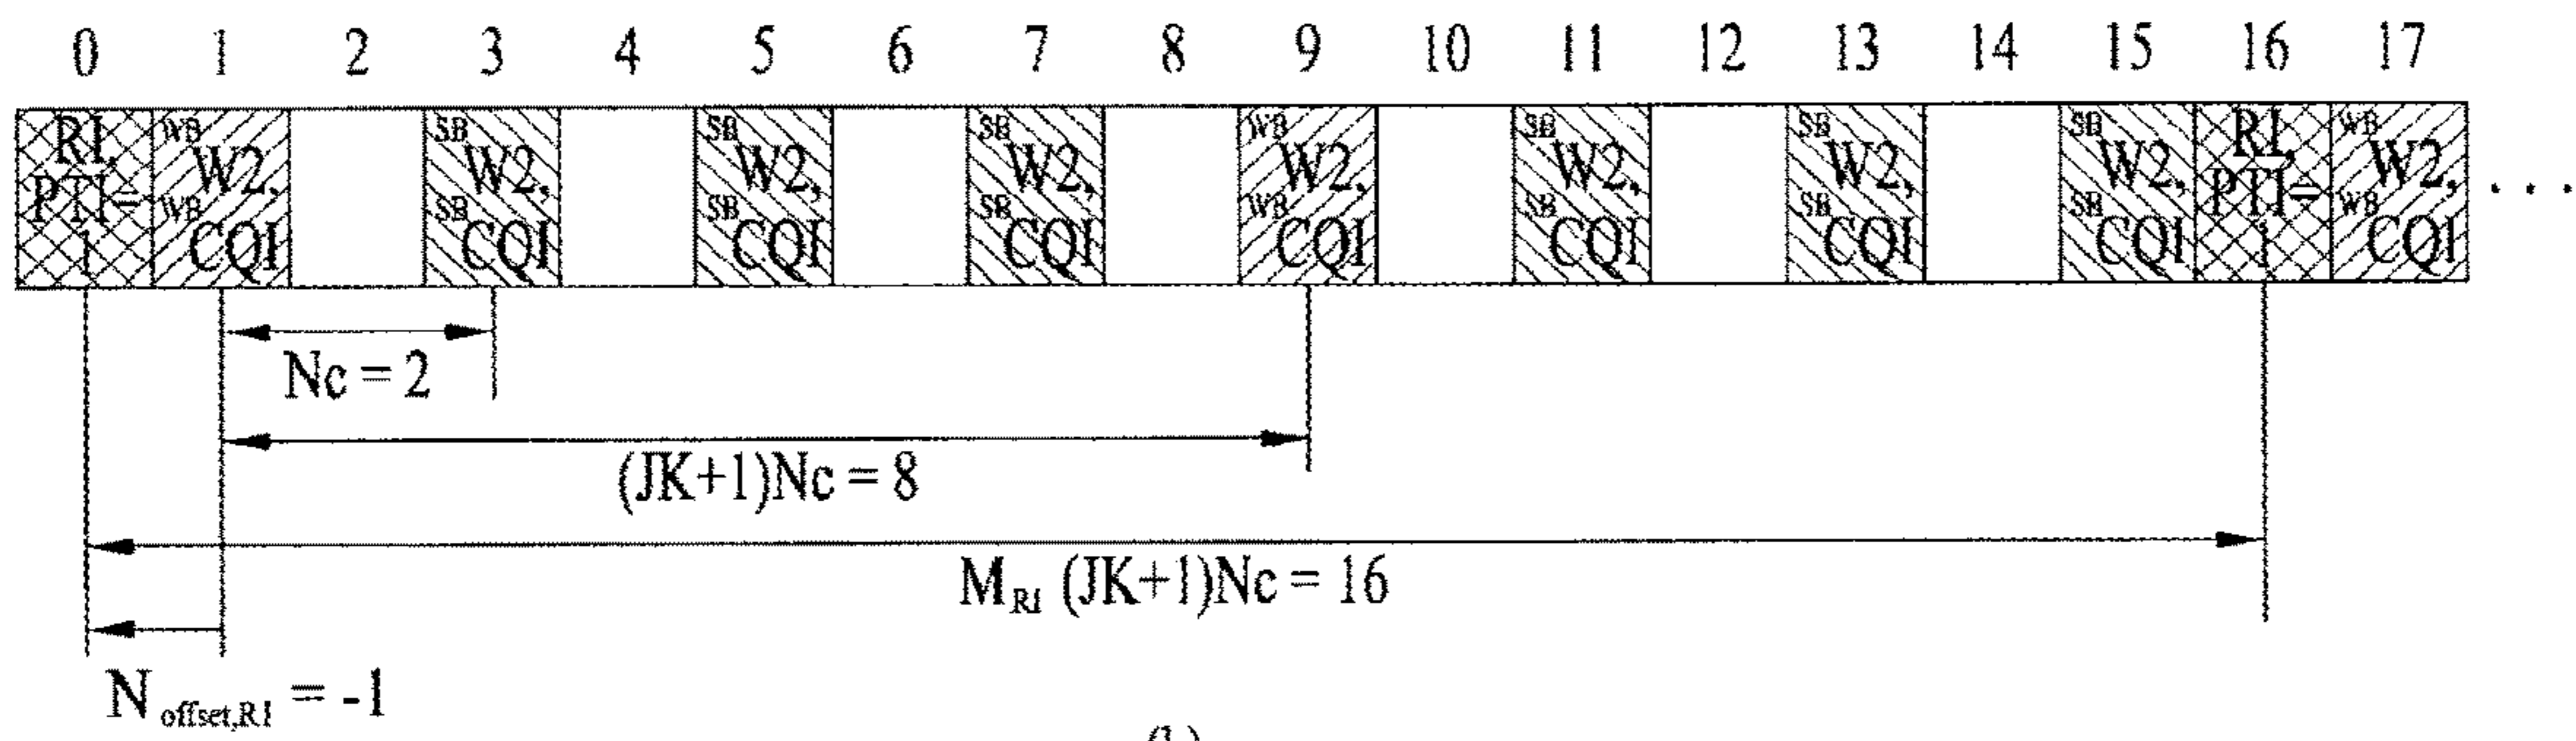 0 1 2 3 4 5 6 7 8 9 10 11 12 13 14 15 16 17
RI, WB SB SB SB WB SB SB SB RI, WB
W2, W2, W2, W2, W2, W2, W2, W2, W2,
PTI= PTI= . . .
WB SB SB SB WB SB SB SB WB
1 CQI CQI CQI CQI CQI CQI CQI CQI 1 CQI
Nc = 2
(JK+1)Nc = 8
M RI (JK+1)Nc = 16
N offset,RI = -1